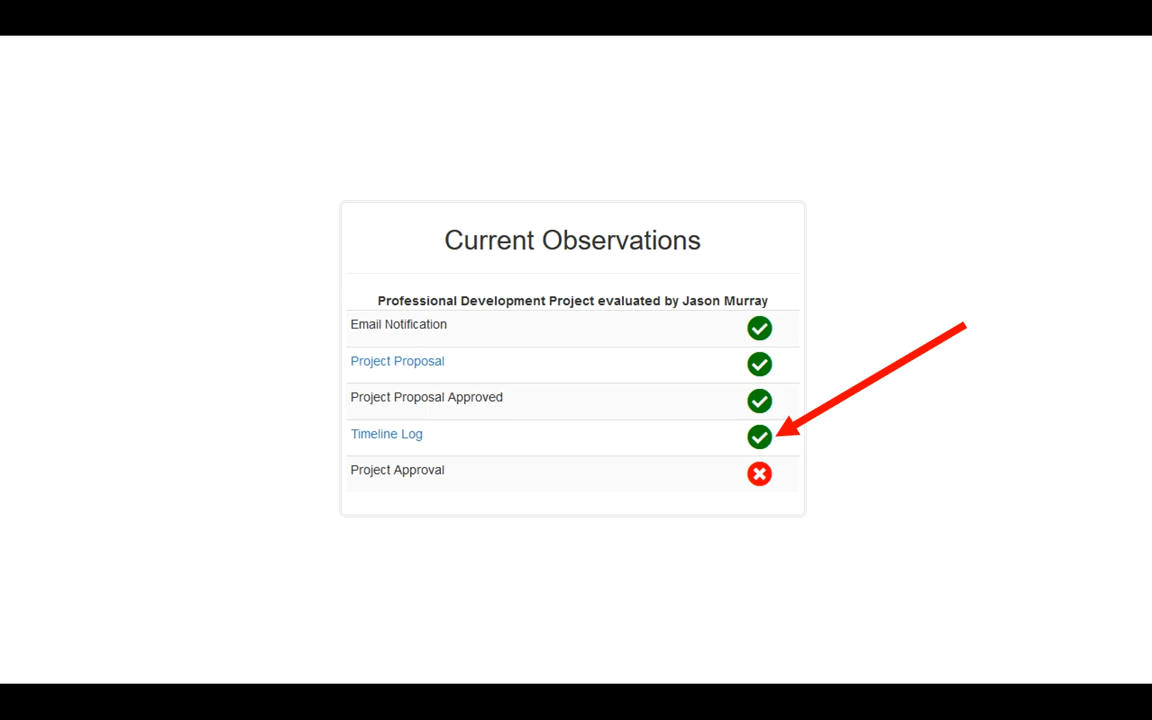 Current Observations
Professional Development Project evaluated by Jason Murray
Email Notification
Project Proposal
Project Proposal Approved
Timeline Log
Project Approval